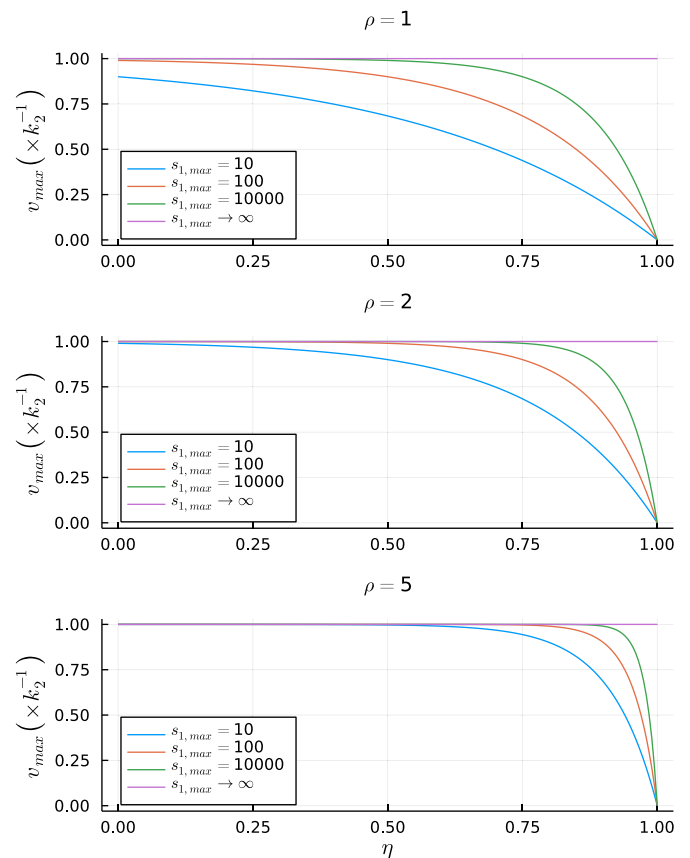 ρ = 1
v_max (×k_2^{-1})
1.00
0.75
0.50
0.25
0.00
s_{1,max} = 10
s_{1,max} = 100
s_{1,max} = 10000
s_{1,max} → ∞
0.00 0.25 0.50 0.75 1.00
ρ = 2
v_max (×k_2^{-1})
1.00
0.75
0.50
0.25
0.00
s_{1,max} = 10
s_{1,max} = 100
s_{1,max} = 10000
s_{1,max} → ∞
0.00 0.25 0.50 0.75 1.00
ρ = 5
v_max (×k_2^{-1})
1.00
0.75
0.50
0.25
0.00
s_{1,max} = 10
s_{1,max} = 100
s_{1,max} = 10000
s_{1,max} → ∞
0.00 0.25 0.50 0.75 1.00
η